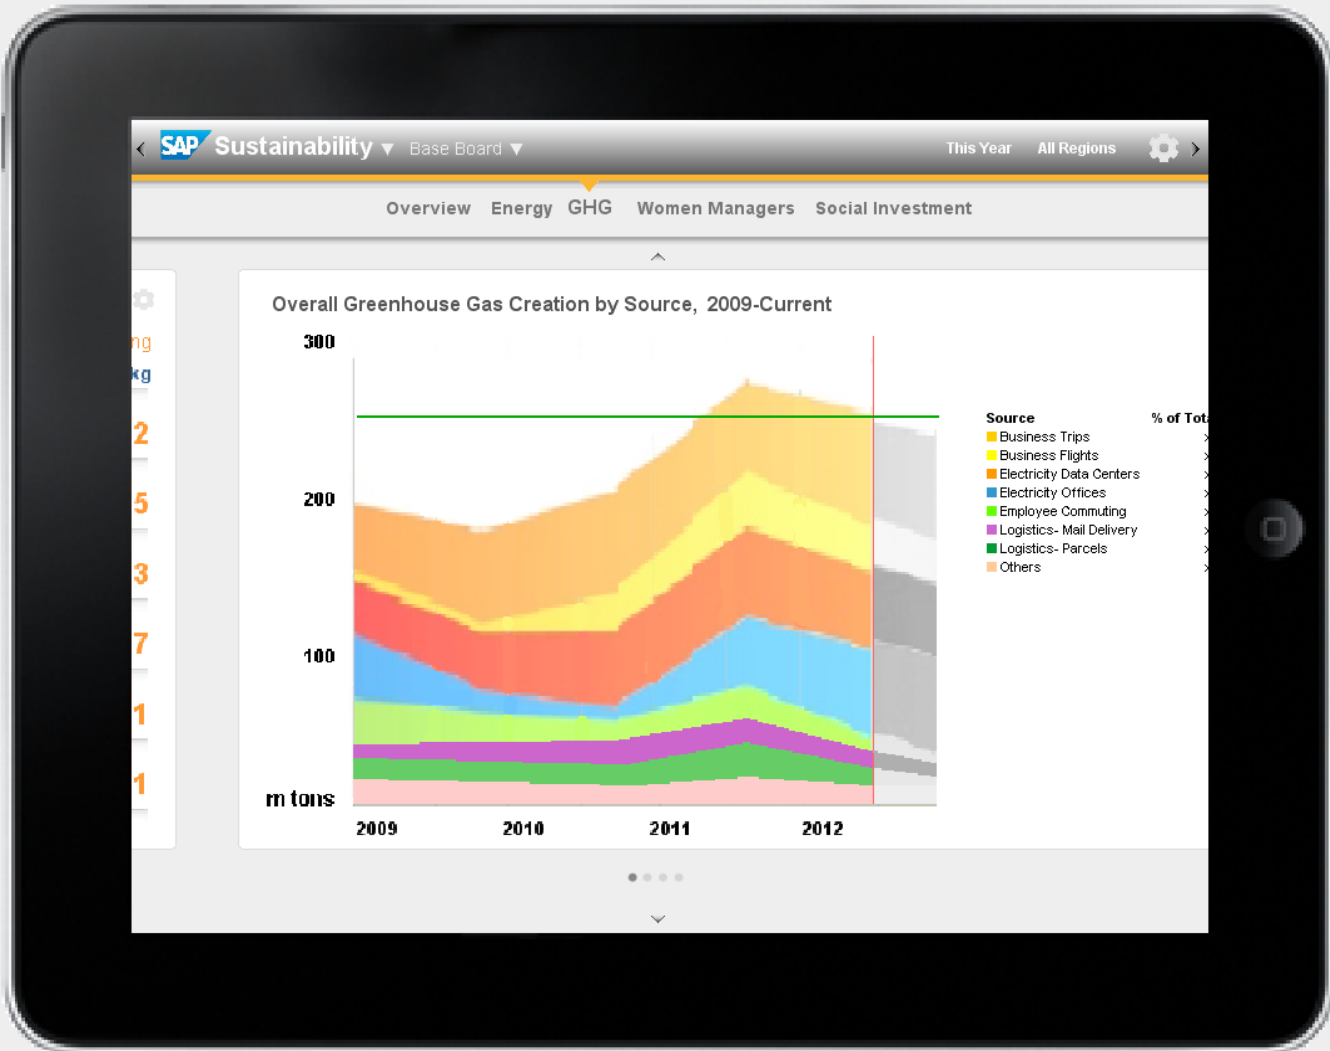 SAP Sustainability ▼ Base Board ▼ This Year All Regions
Overview Energy GHG Women Managers Social Investment
ng
kg
2
5
3
7
1
1
Overall Greenhouse Gas Creation by Source, 2009-Current
300
200
100
m tons
2009 2010 2011 2012
Source % of Tota
Business Trips
Business Flights
Electricity Data Centers
Electricity Offices
Employee Commuting
Logistics- Mail Delivery
Logistics- Parcels
Others